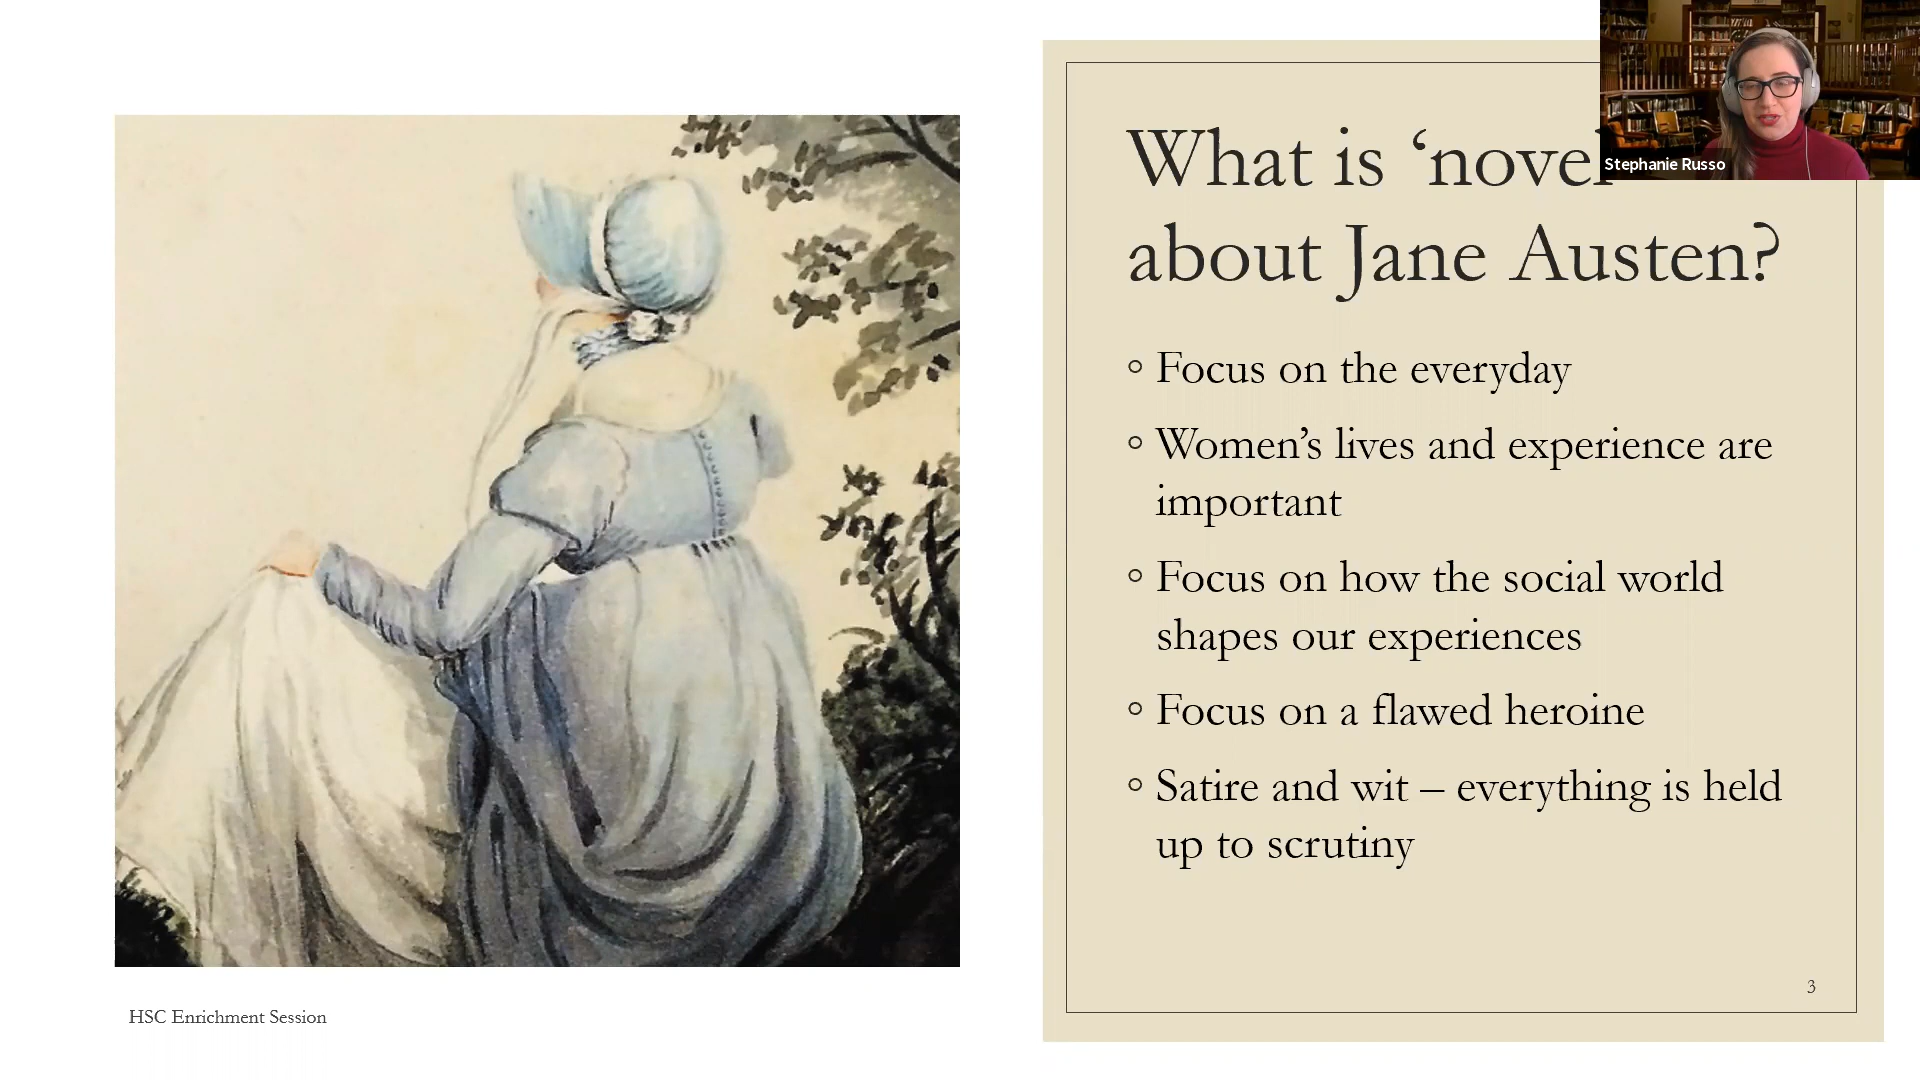 What is ‘novel
about Jane Austen?
◦ Focus on the everyday
◦ Women’s lives and experience are
important
◦ Focus on how the social world
shapes our experiences
◦ Focus on a flawed heroine
◦ Satire and wit – everything is held
up to scrutiny
3
HSC Enrichment Session
Stephanie Russo